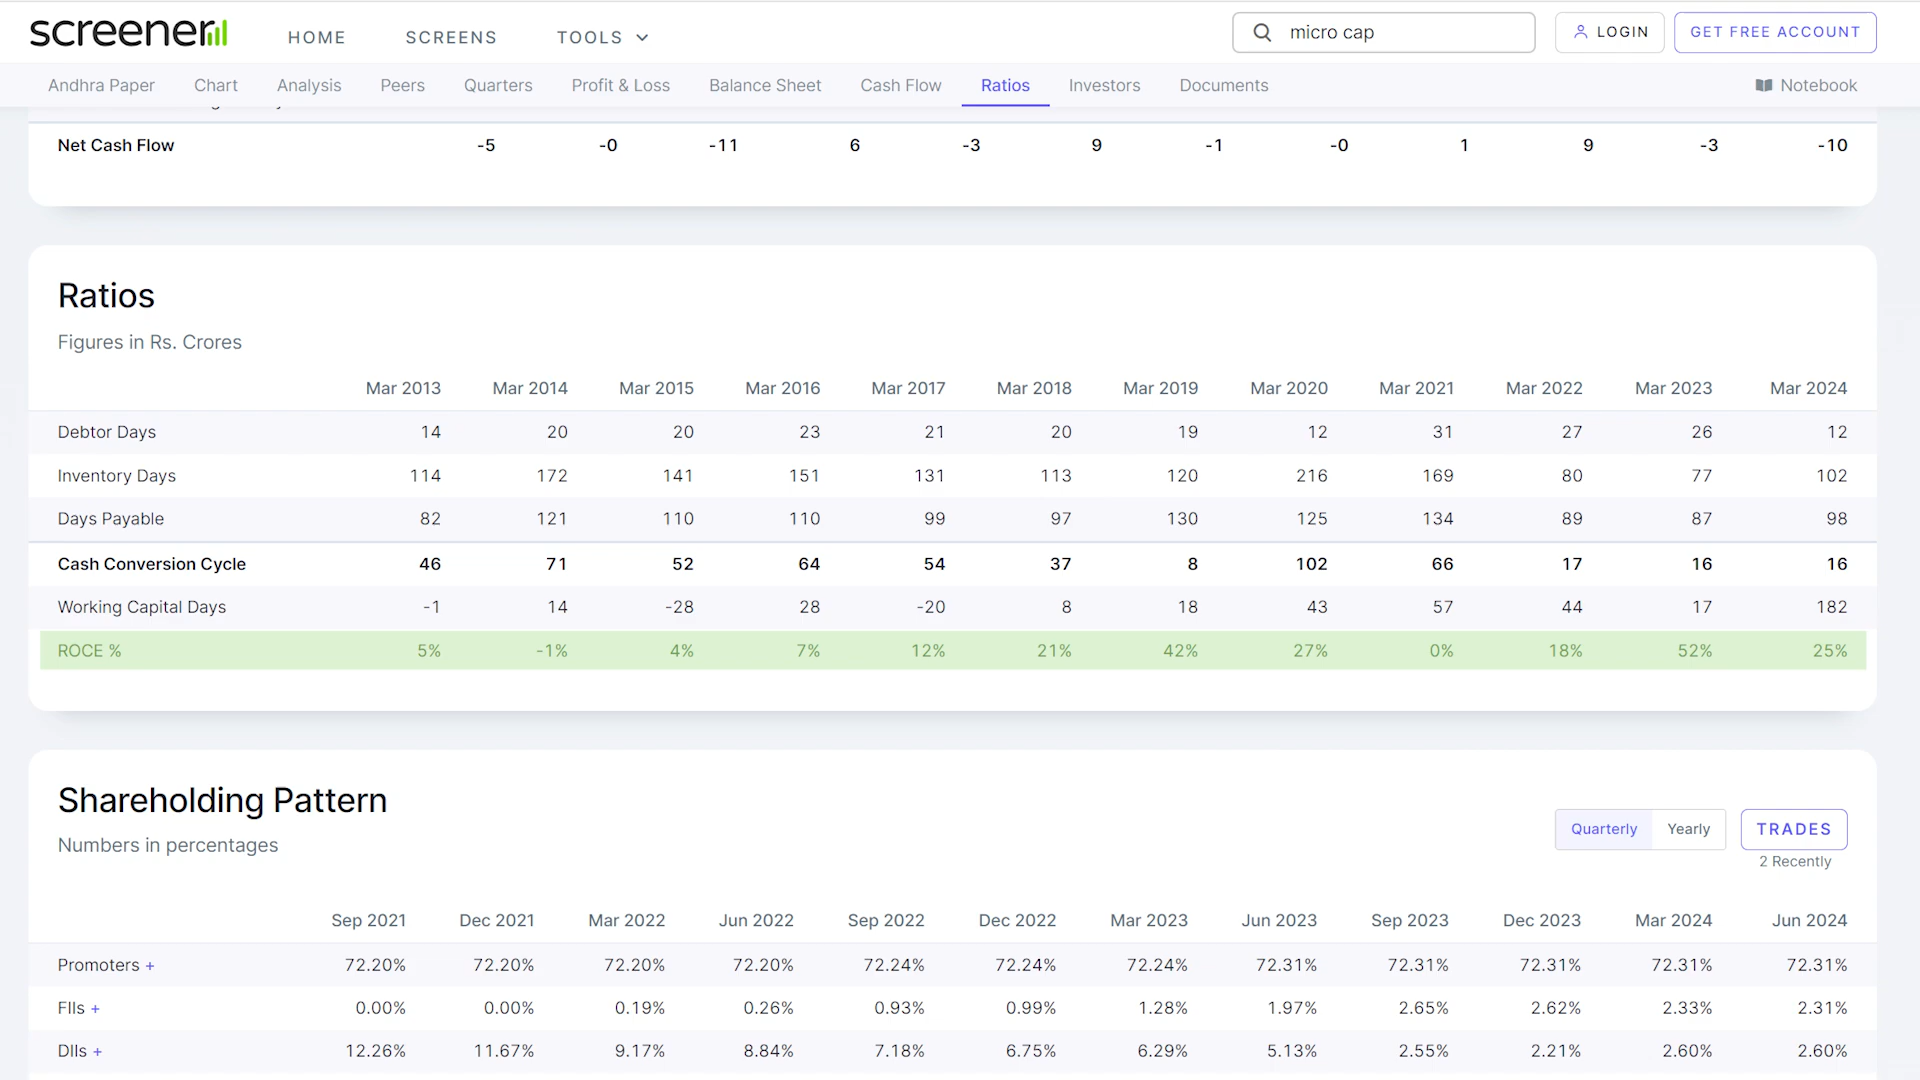 screener
HOME SCREENS TOOLS
micro cap
LOGIN
GET FREE ACCOUNT
Andhra Paper Chart Analysis Peers Quarters Profit & Loss Balance Sheet Cash Flow Ratios Investors Documents Notebook
Net Cash Flow -5 -0 -11 6 -3 9 -1 -0 1 9 -3 -10
Ratios
Figures in Rs. Crores
Mar 2013 Mar 2014 Mar 2015 Mar 2016 Mar 2017 Mar 2018 Mar 2019 Mar 2020 Mar 2021 Mar 2022 Mar 2023 Mar 2024
Debtor Days 14 20 20 23 21 20 19 12 31 27 26 12
Inventory Days 114 172 141 151 131 113 120 216 169 80 77 102
Days Payable 82 121 110 110 99 97 130 125 134 89 87 98
Cash Conversion Cycle 46 71 52 64 54 37 8 102 66 17 16 16
Working Capital Days -1 14 -28 28 -20 8 18 43 57 44 17 182
ROCE % 5% -1% 4% 7% 12% 21% 42% 27% 0% 18% 52% 25%
Shareholding Pattern
Numbers in percentages
Quarterly Yearly
TRADES
2 Recently
Sep 2021 Dec 2021 Mar 2022 Jun 2022 Sep 2022 Dec 2022 Mar 2023 Jun 2023 Sep 2023 Dec 2023 Mar 2024 Jun 2024
Promoters + 72.20% 72.20% 72.20% 72.20% 72.24% 72.24% 72.24% 72.31% 72.31% 72.31% 72.31% 72.31%
FIIs + 0.00% 0.00% 0.19% 0.26% 0.93% 0.99% 1.28% 1.97% 2.65% 2.62% 2.33% 2.31%
DIIs + 12.26% 11.67% 9.17% 8.84% 7.18% 6.75% 6.29% 5.13% 2.55% 2.21% 2.60% 2.60%